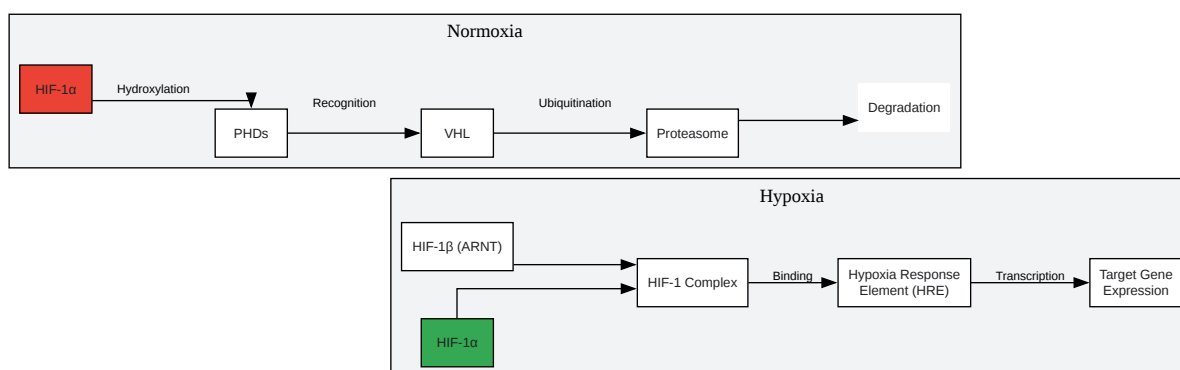 Normoxia
HIF-1α
Hydroxylation
PHDs
Recognition
VHL
Ubiquitination
Proteasome
Degradation
Hypoxia
HIF-1β (ARNT)
HIF-1α
HIF-1 Complex
Binding
Hypoxia Response
Element (HRE)
Transcription
Target Gene
Expression